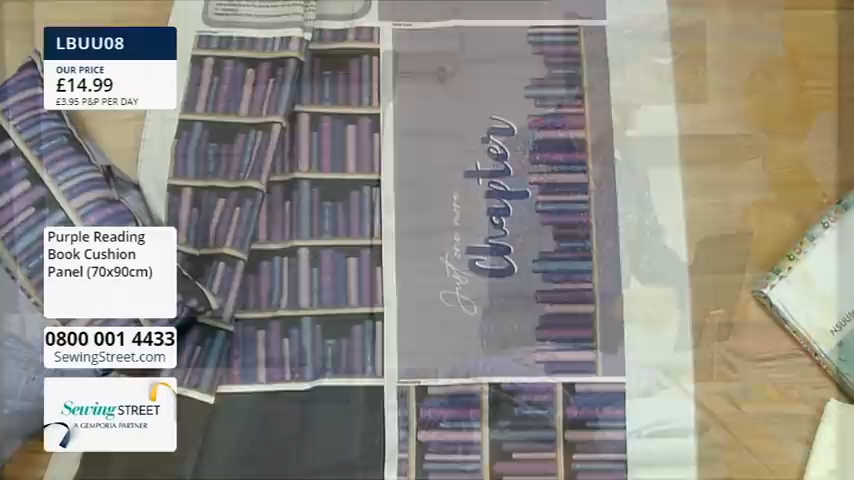 LBUU08
OUR PRICE
£14.99
£3.95 P&P PER DAY
Purple Reading
Book Cushion
Panel (70x90cm)
0800 001 4433
SewingStreet.com
Sewing STREET
A GEMPORIA PARTNER
Just one more
Chapter